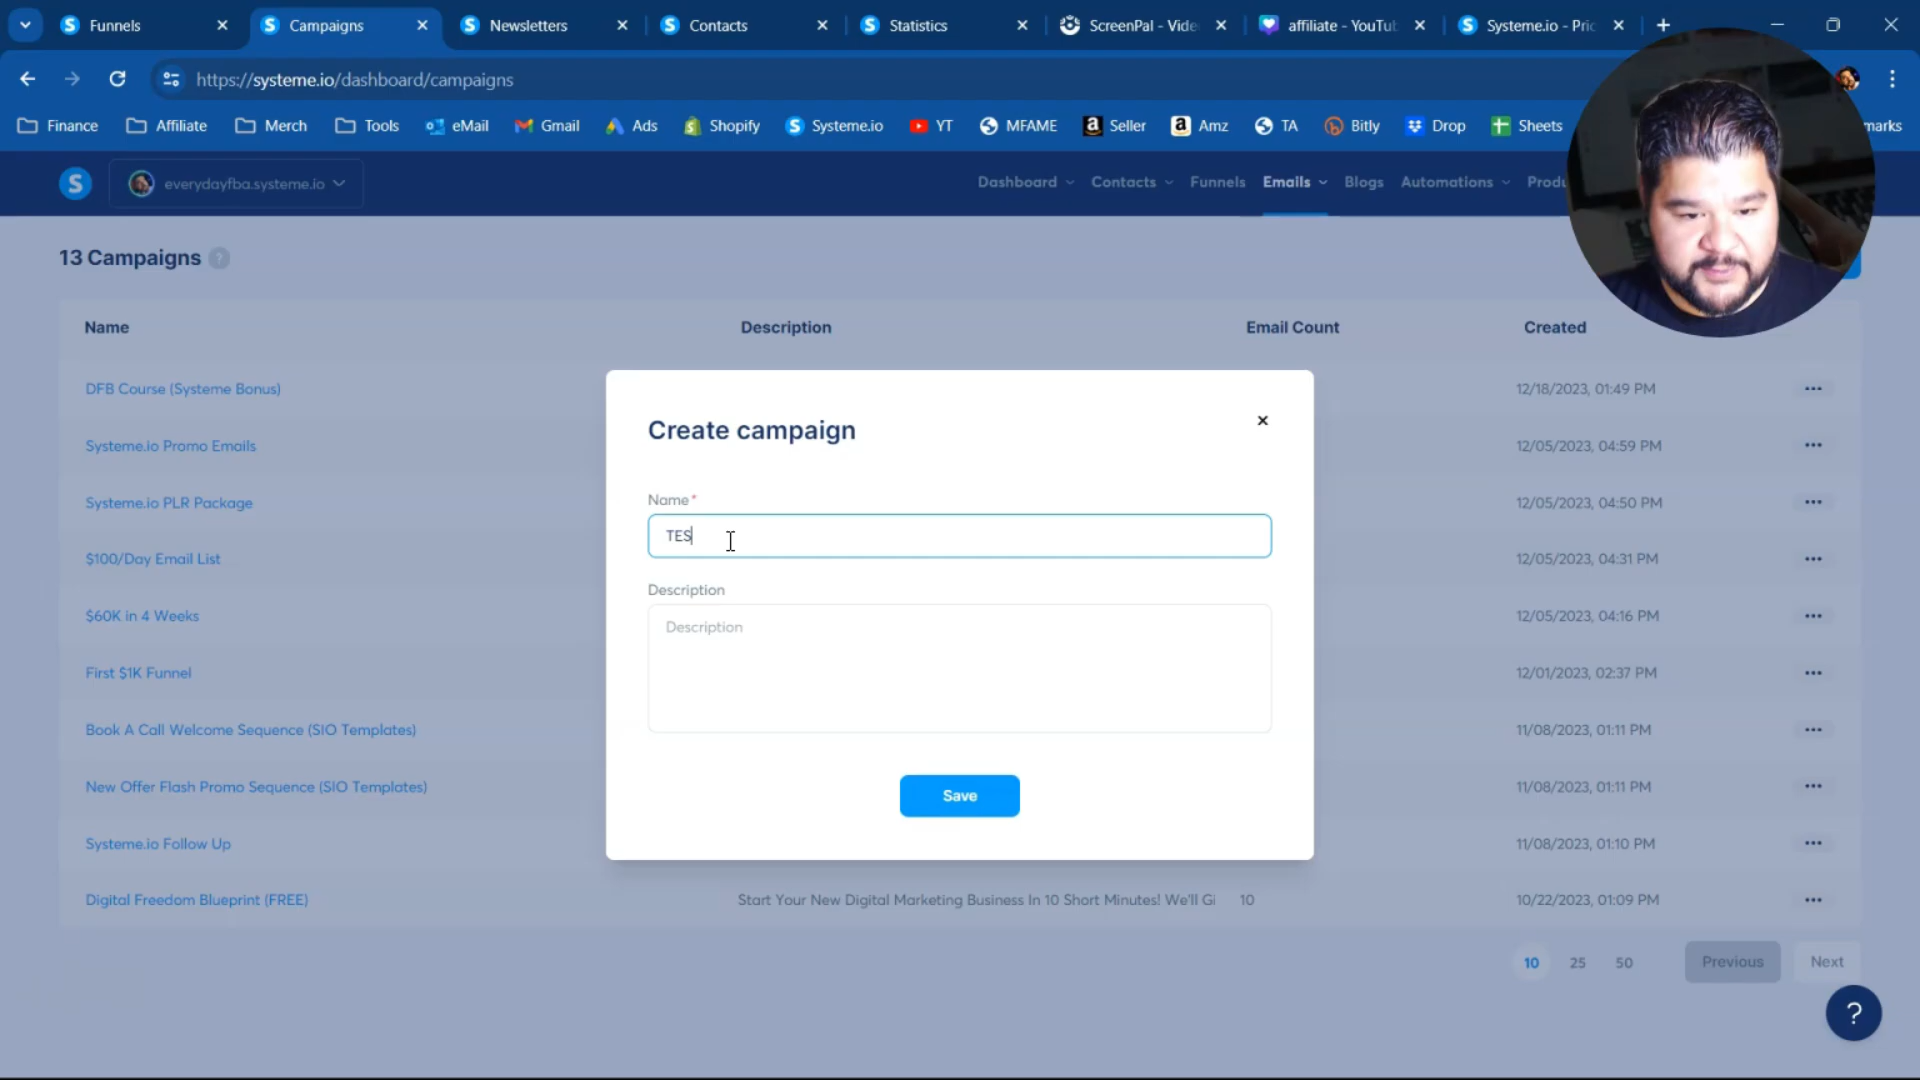 Funnels Campaigns Newsletters Contacts Statistics ScreenPal - Vide affiliate - YouTub Systeme.io - Pric
https://systeme.io/dashboard/campaigns
Finance Affiliate Merch Tools eMail Gmail Ads Shopify Systeme.io YT MFAME Seller Amz TA Bitly Drop Sheets marks
S everydayfba.systeme.io Dashboard Contacts Funnels Emails Blogs Automations Produ
13 Campaigns ?
Name Description Email Count Created
DFB Course (Systeme Bonus) 12/18/2023, 01:49 PM
Systeme.io Promo Emails 12/05/2023, 04:59 PM
Systeme.io PLR Package 12/05/2023, 04:50 PM
$100/Day Email List 12/05/2023, 04:31 PM
$60K in 4 Weeks 12/05/2023, 04:16 PM
First $1K Funnel 12/01/2023, 02:37 PM
Book A Call Welcome Sequence (SIO Templates) 11/08/2023, 01:11 PM
New Offer Flash Promo Sequence (SIO Templates) 11/08/2023, 01:11 PM
Systeme.io Follow Up 11/08/2023, 01:10 PM
Digital Freedom Blueprint (FREE) Start Your New Digital Marketing Business In 10 Short Minutes! We'll Gi 10 10/22/2023, 01:09 PM
Create campaign
Name*
TES
Description
Description
Save
10 25 50 Previous Next
?